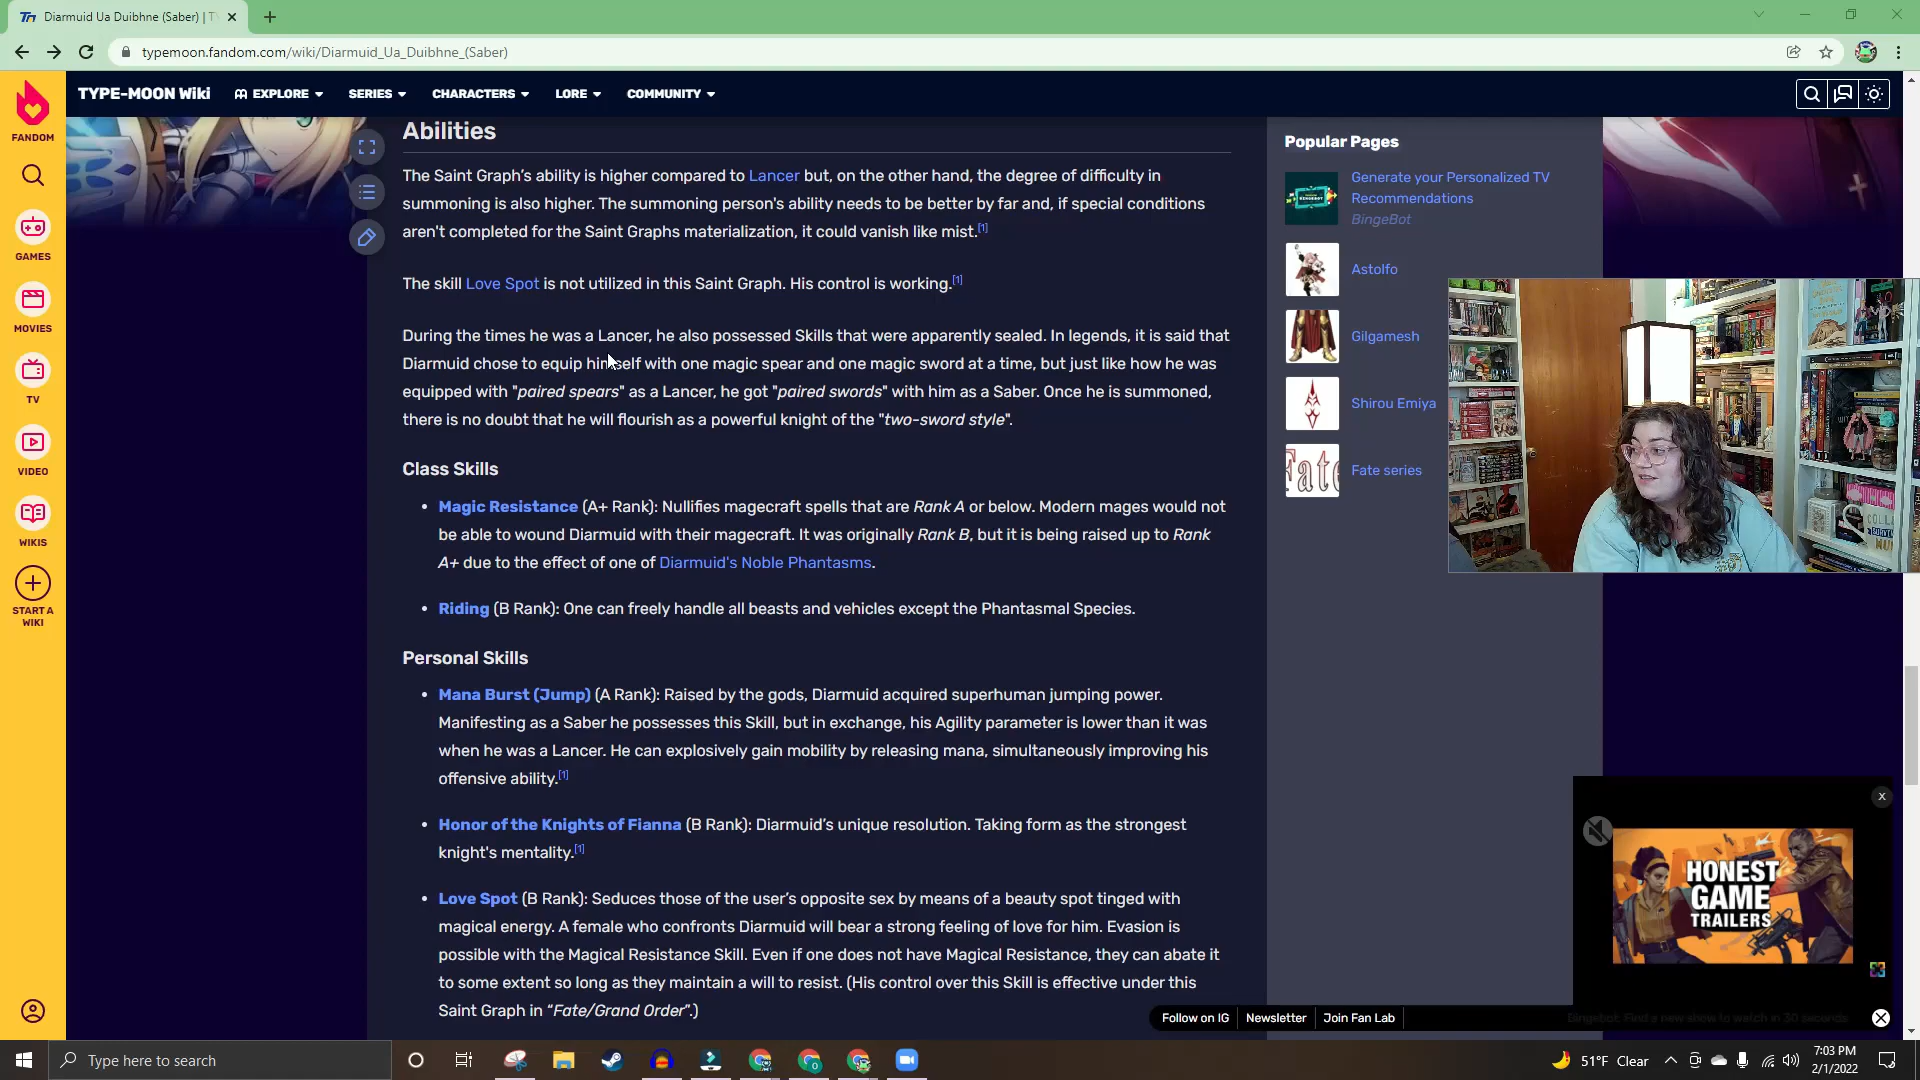 Diarmuid Ua Duibhne (Saber) | T
typemoon.fandom.com/wiki/Diarmuid_Ua_Duibhne_(Saber)
FANDOM
GAMES
MOVIES
TV
VIDEO
WIKIS
START A
WIKI
TYPE-MOON Wiki
EXPLORE
SERIES
CHARACTERS
LORE
COMMUNITY
Abilities
The Saint Graph's ability is higher compared to Lancer but, on the other hand, the degree of difficulty in
summoning is also higher. The summoning person's ability needs to be better by far and, if special conditions
aren't completed for the Saint Graphs materialization, it could vanish like mist.[1]
The skill Love Spot is not utilized in this Saint Graph. His control is working.[1]
During the times he was a Lancer, he also possessed Skills that were apparently sealed. In legends, it is said that
Diarmuid chose to equip himself with one magic spear and one magic sword at a time, but just like how he was
equipped with "paired spears" as a Lancer, he got "paired swords" with him as a Saber. Once he is summoned,
there is no doubt that he will flourish as a powerful knight of the "two-sword style".
Class Skills
• Magic Resistance (A+ Rank): Nullifies magecraft spells that are Rank A or below. Modern mages would not
be able to wound Diarmuid with their magecraft. It was originally Rank B, but it is being raised up to Rank
A+ due to the effect of one of Diarmuid's Noble Phantasms.
• Riding (B Rank): One can freely handle all beasts and vehicles except the Phantasmal Species.
Personal Skills
• Mana Burst (Jump) (A Rank): Raised by the gods, Diarmuid acquired superhuman jumping power.
Manifesting as a Saber he possesses this Skill, but in exchange, his Agility parameter is lower than it was
when he was a Lancer. He can explosively gain mobility by releasing mana, simultaneously improving his
offensive ability.[1]
• Honor of the Knights of Fianna (B Rank): Diarmuid's unique resolution. Taking form as the strongest
knight's mentality.[1]
• Love Spot (B Rank): Seduces those of the user's opposite sex by means of a beauty spot tinged with
magical energy. A female who confronts Diarmuid will bear a strong feeling of love for him. Evasion is
possible with the Magical Resistance Skill. Even if one does not have Magical Resistance, they can abate it
to some extent so long as they maintain a will to resist. (His control over this Skill is effective under this
Saint Graph in "Fate/Grand Order".)
Popular Pages
Generate your Personalized TV
Recommendations
BingeBot
Astolfo
Gilgamesh
Shirou Emiya
Fate
Fate series
x
HONEST
GAME
TRAILERS
Follow on IG
Newsletter
Join Fan Lab
Bingebot: Find a new show to watch in 30 seconds
Type here to search
51°F Clear
7:03 PM
2/1/2022